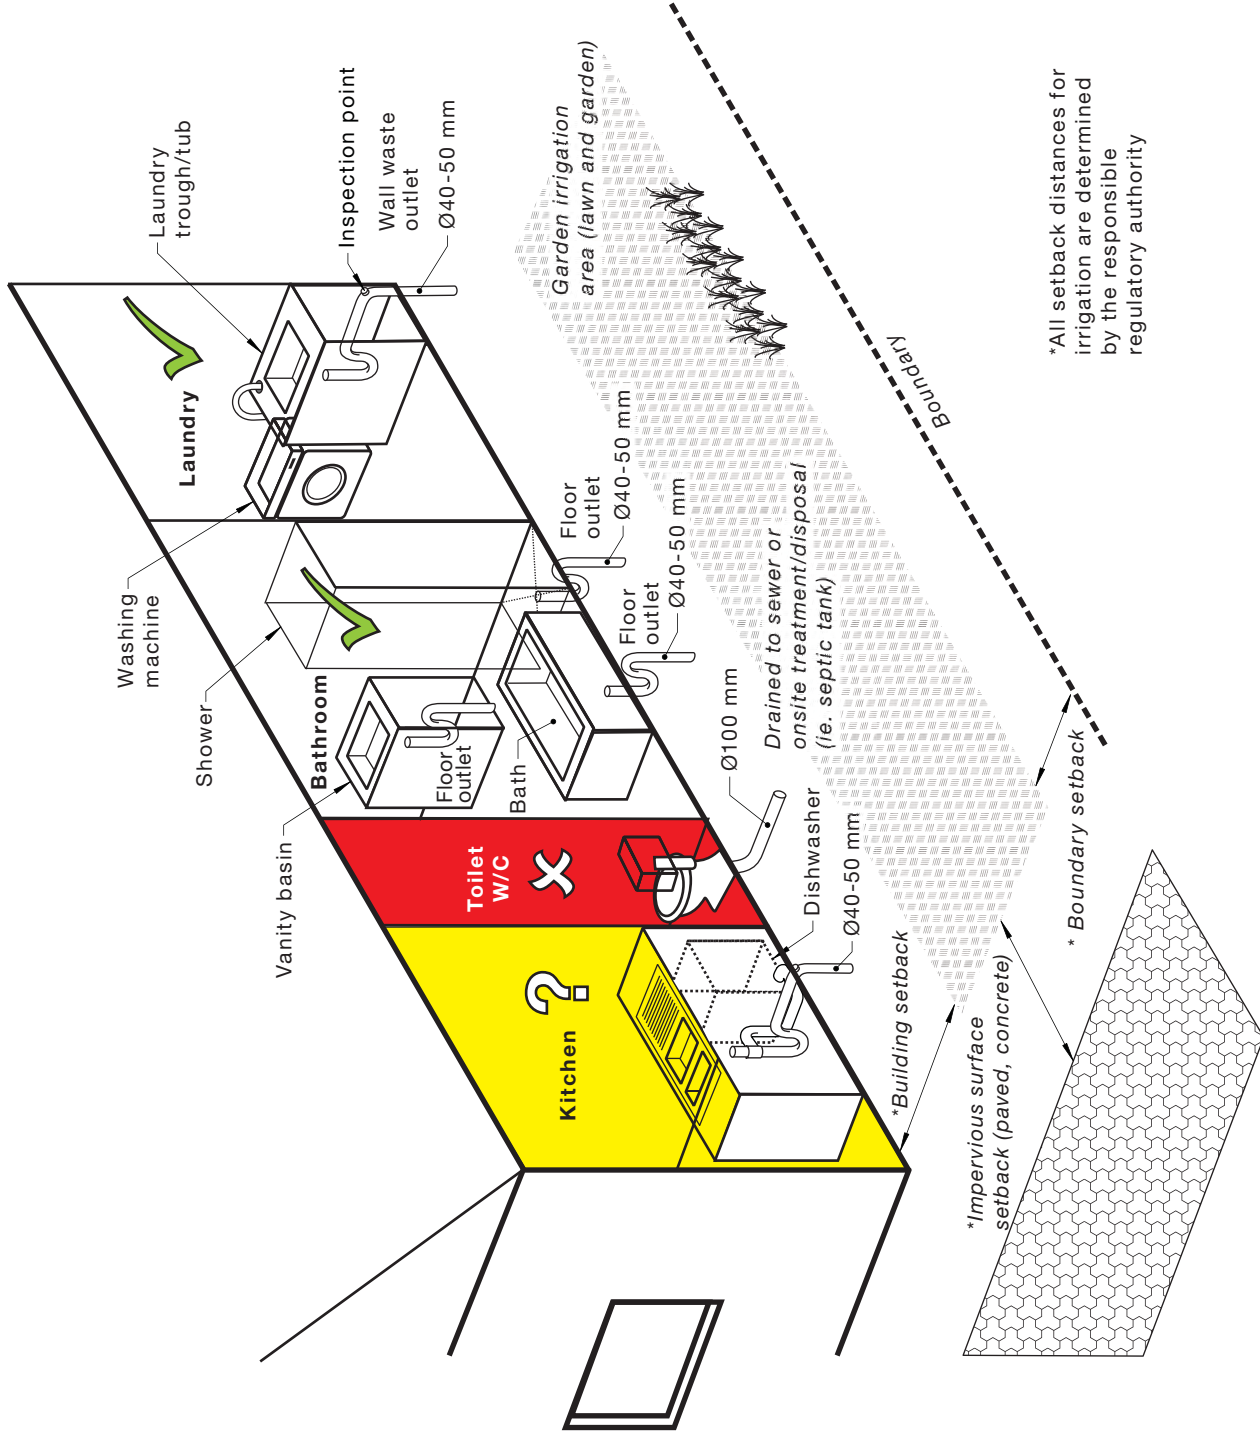 Laundry
trough/tub
Inspection point
Wall waste
outlet
Ø40-50 mm
Laundry
Washing
machine
Shower
Floor
outlet
Ø40-50 mm
Floor
outlet
Ø40-50 mm
Bathroom
Vanity basin
Floor
outlet
Bath
Toilet
W/C
Ø100 mm
Kitchen
Dishwasher
Ø40-50 mm
Garden irrigation
area (lawn and garden)
Drained to sewer or
onsite treatment/disposal
(ie. septic tank)
Boundary
*Building setback
* Boundary setback
*Impervious surface
setback (paved, concrete)
*All setback distances for
irrigation are determined
by the responsible
regulatory authority
?